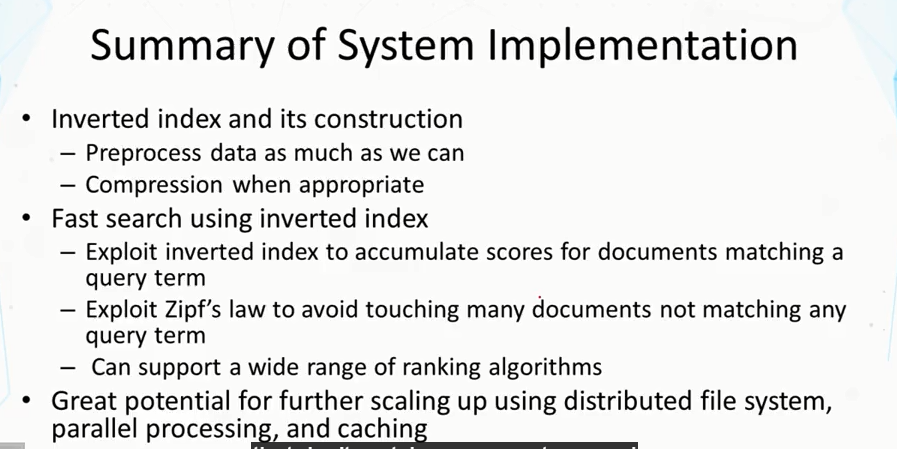 Summary of System Implementation
• Inverted index and its construction
– Preprocess data as much as we can
– Compression when appropriate
• Fast search using inverted index
– Exploit inverted index to accumulate scores for documents matching a
query term
– Exploit Zipf's law to avoid touching many documents not matching any
query term
– Can support a wide range of ranking algorithms
• Great potential for further scaling up using distributed file system,
parallel processing, and caching